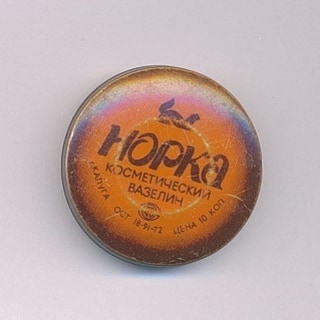 НОРКА
КОСМЕТИЧЕСКИЙ
ВАЗЕЛИН
г. КАЛУГА ОСТ 18-91-72 ЦЕНА 10 КОП